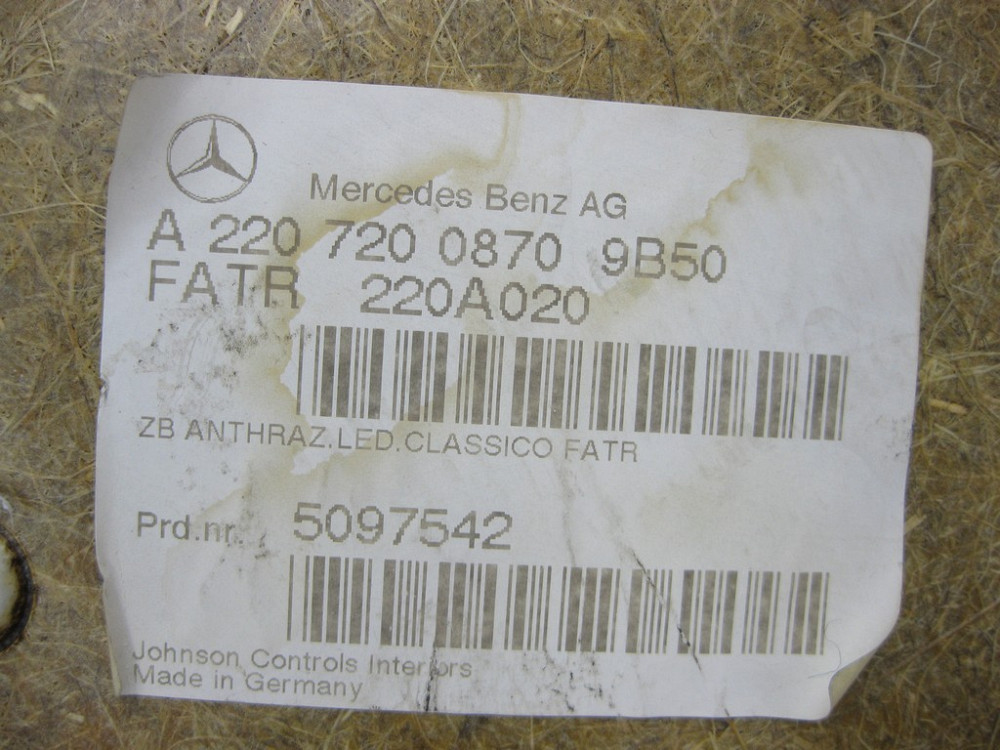 Mercedes Benz AG
A 220 720 0870 9B50
FATR 220A020
ZB ANTHRAZ.LED.CLASSICO FATR
Prd.nr. 5097542
Johnson Controls Interiors
Made in Germany